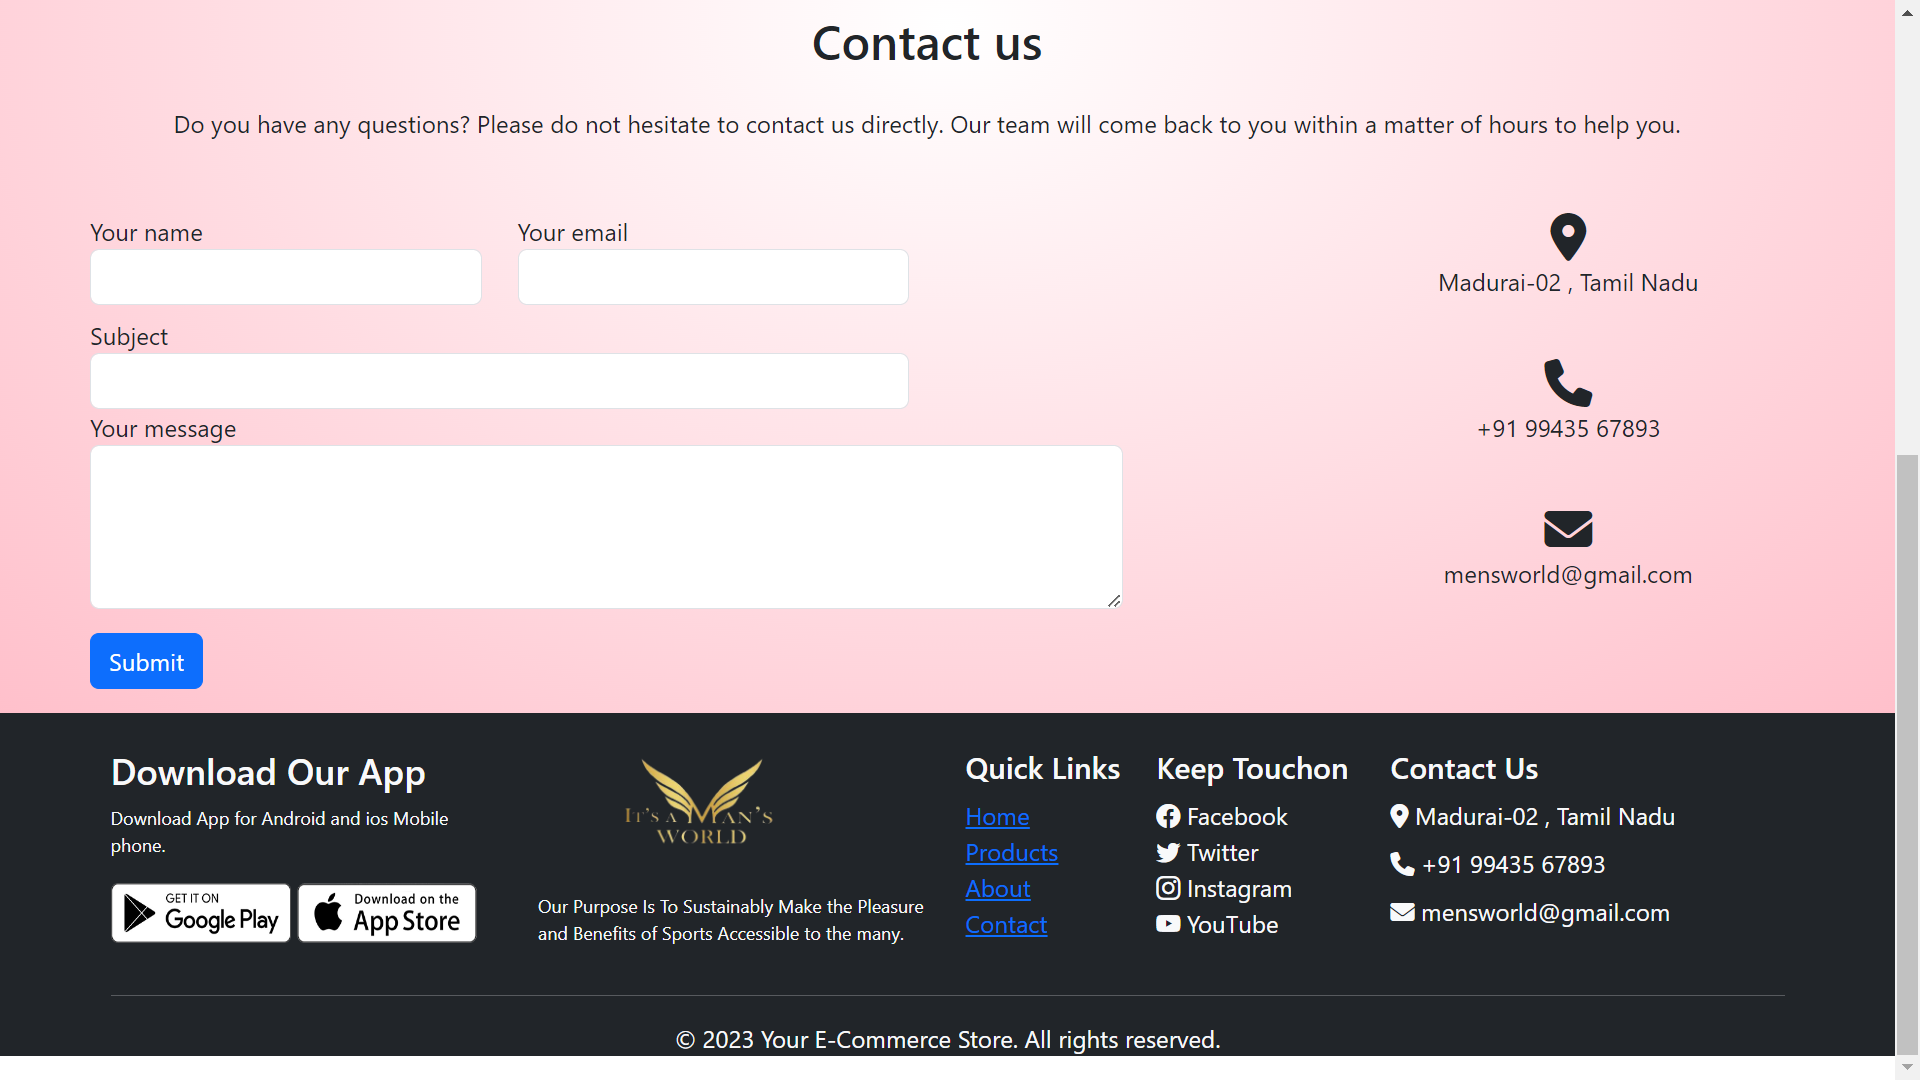 Contact us
Do you have any questions? Please do not hesitate to contact us directly. Our team will come back to you within a matter of hours to help you.
Your name
Your email
Subject
Your message
Submit
Madurai-02 , Tamil Nadu
+91 99435 67893
mensworld@gmail.com
Download Our App
Download App for Android and ios Mobile
phone.
GET IT ON
Google Play
Download on the
App Store
IT'S A MAN'S
WORLD
Our Purpose Is To Sustainably Make the Pleasure
and Benefits of Sports Accessible to the many.
Quick Links
Home
Products
About
Contact
Keep Touchon
Facebook
Twitter
Instagram
YouTube
Contact Us
Madurai-02 , Tamil Nadu
+91 99435 67893
mensworld@gmail.com
© 2023 Your E-Commerce Store. All rights reserved.